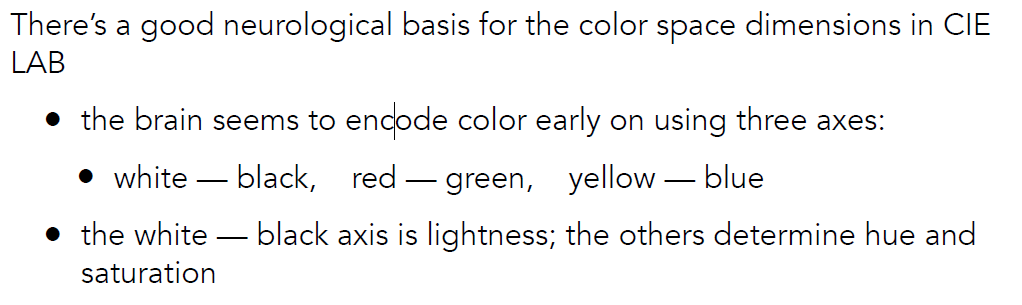 There’s a good neurological basis for the color space dimensions in CIE
LAB
• the brain seems to encode color early on using three axes:
• white — black, red — green, yellow — blue
• the white — black axis is lightness; the others determine hue and
saturation